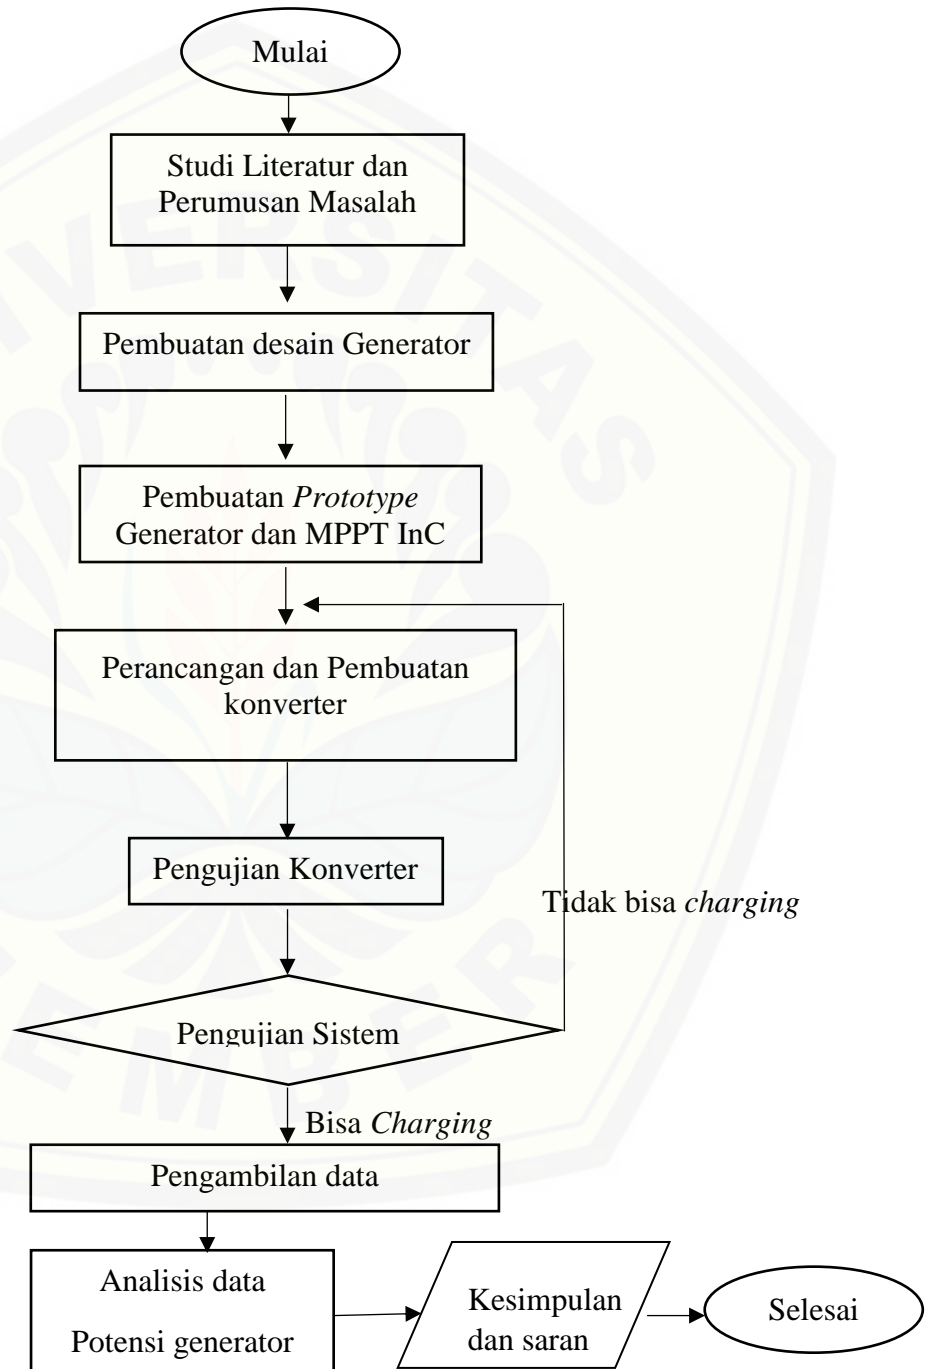 Mulai
Studi Literatur dan
Perumusan Masalah
Pembuatan desain Generator
Pembuatan Prototype
Generator dan MPPT InC
Perancangan dan Pembuatan
konverter
Pengujian Konverter
Tidak bisa charging
Pengujian Sistem
Bisa Charging
Pengambilan data
Analisis data
Potensi generator
Kesimpulan
dan saran
Selesai
IVERSITAS
EMBER